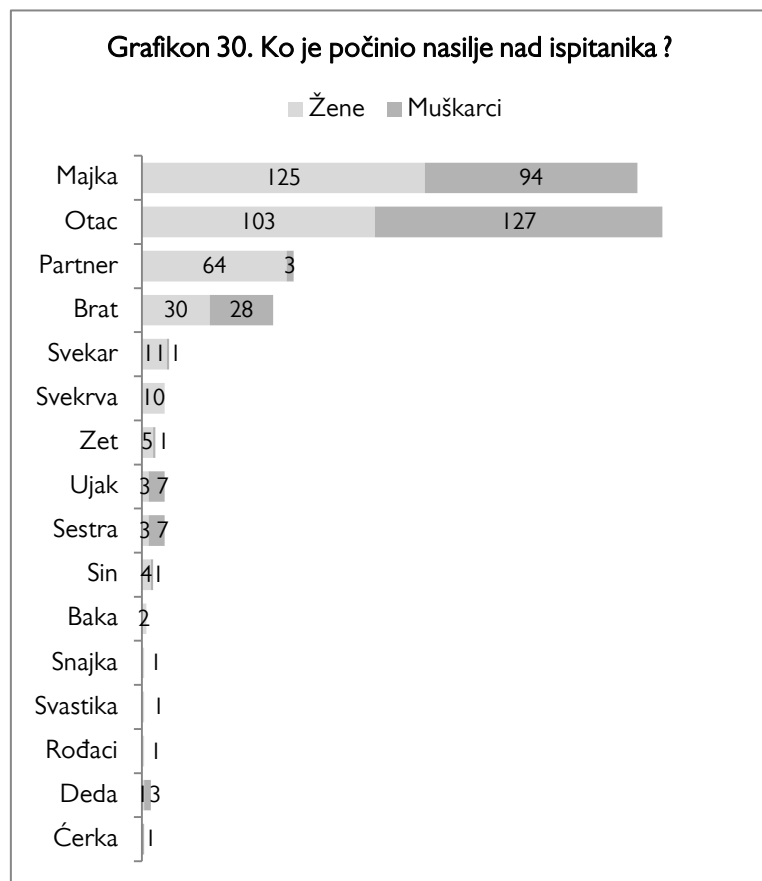 Grafikon 30. Ko je počinio nasilje nad ispitanika ?
Žene Muškarci
Majka 125 94
Otac 103 127
Partner 64 3
Brat 30 28
Svekar 11 1
Svekrva 10
Zet 5 1
Ujak 3 7
Sestra 3 7
Sin 4 1
Baka 2
Snajka 1
Svastika 1
Rođaci 1
Deda 1 3
Ćerka 1